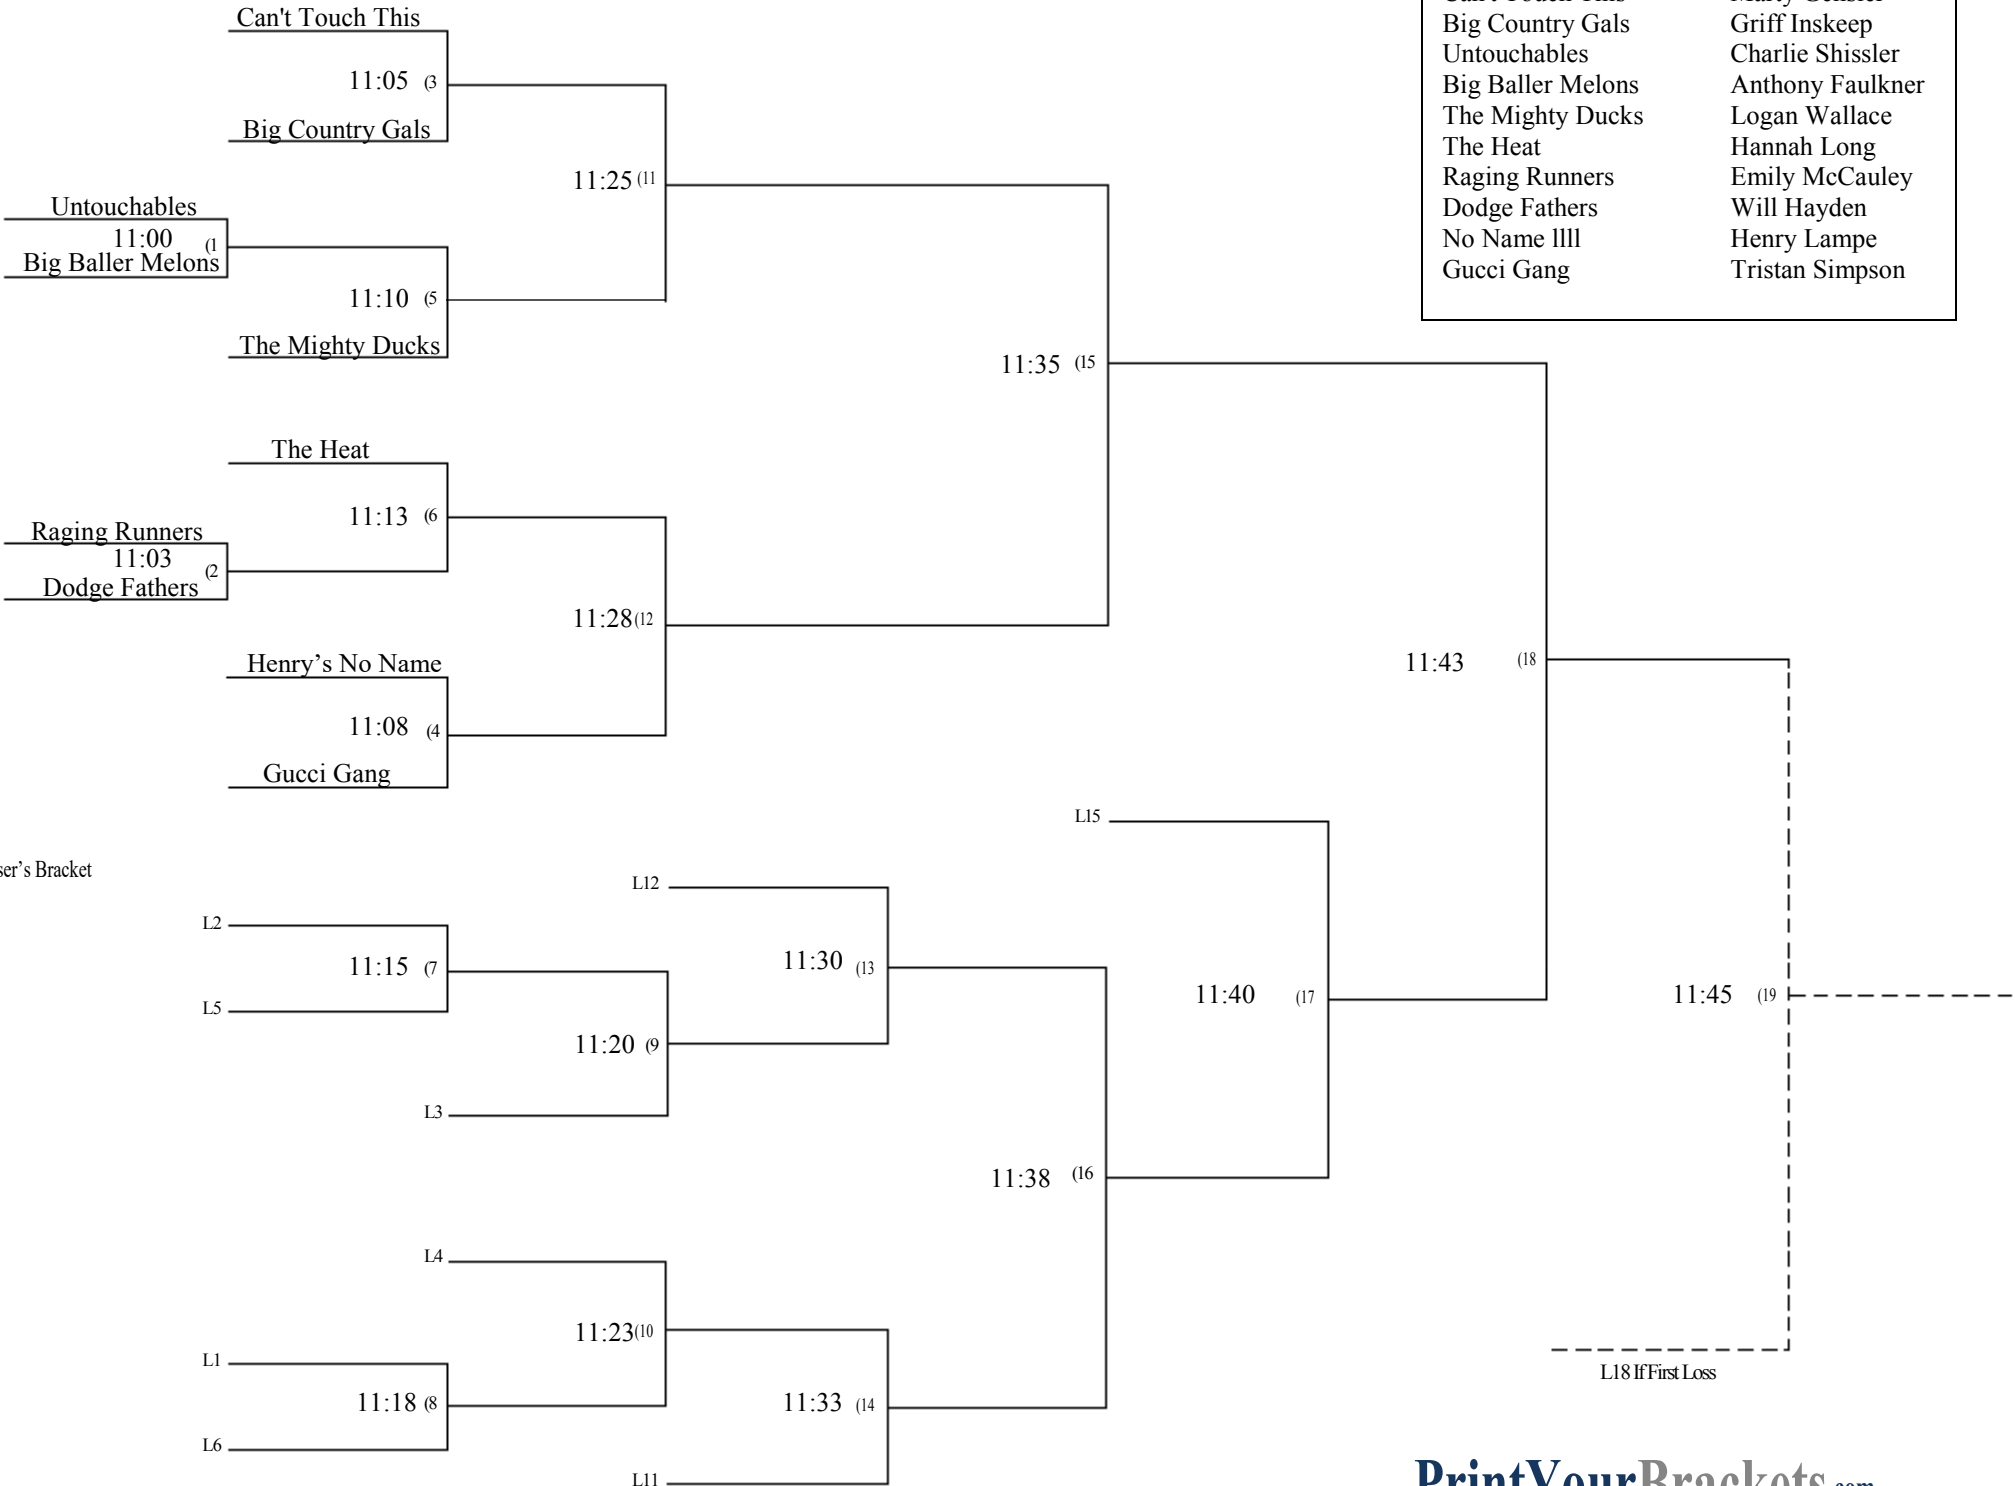 Can't Touch This
11:05 (3
Big Country Gals
11:25 (11
Untouchables
11:00 (1
Big Baller Melons
11:10 (5
The Mighty Ducks
11:35 (15
The Heat
11:13 (6
Raging Runners
11:03 (2
Dodge Fathers
11:28 (12
Henry’s No Name
11:08 (4
Gucci Gang
11:43 (18
Can't Touch This
Big Country Gals Griff Inskeep
Untouchables Charlie Shissler
Big Baller Melons Anthony Faulkner
The Mighty Ducks Logan Wallace
The Heat Hannah Long
Raging Runners Emily McCauley
Dodge Fathers Will Hayden
No Name llll Henry Lampe
Gucci Gang Tristan Simpson
ser’s Bracket
L15
L12
L2
11:15 (7
L5
11:30 (13
11:20 (9
L3
11:40 (17
11:45 (19
11:38 (16
L4
11:23 (10
L1
11:18 (8
L6
11:33 (14
L11
L18 If First Loss
PrintYourBrackets.com